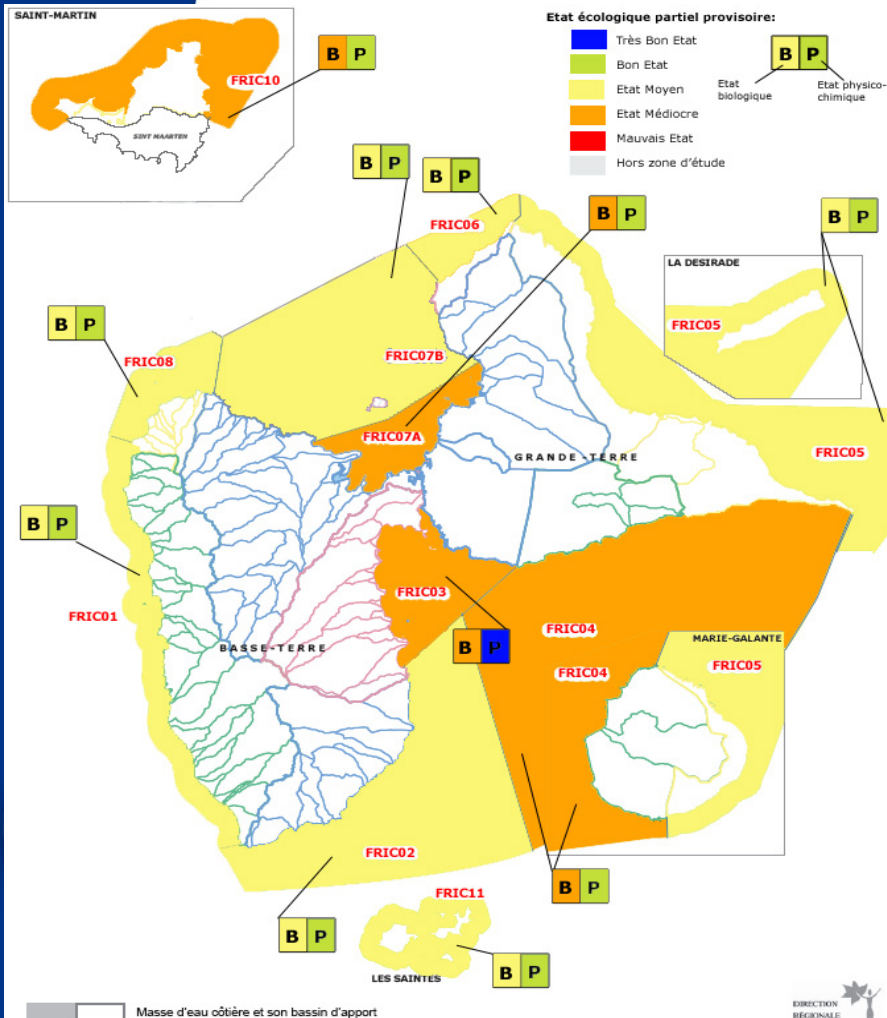 SAINT-MARTIN
FRIC10
SINT MAARTEN
B P
Etat écologique partiel provisoire:
Très Bon Etat
Bon Etat
Etat Moyen
Etat Médiocre
Mauvais Etat
Hors zone d'étude
B P
Etat
biologique
Etat physico-
chimique
B P
B P
FRIC06
B P
B P
LA DESIRADE
FRIC05
B P
FRIC08
FRIC07B
FRIC07A
GRANDE-TERRE
FRIC05
B P
FRIC01
FRIC03
BASSE-TERRE
B P
FRIC04
FRIC04
MARIE-GALANTE
FRIC05
FRIC02
B P
FRIC11
B P
B P
LES SAINTES
Masse d'eau côtière et son bassin d'apport
DIRECTION
RÉGIONALE